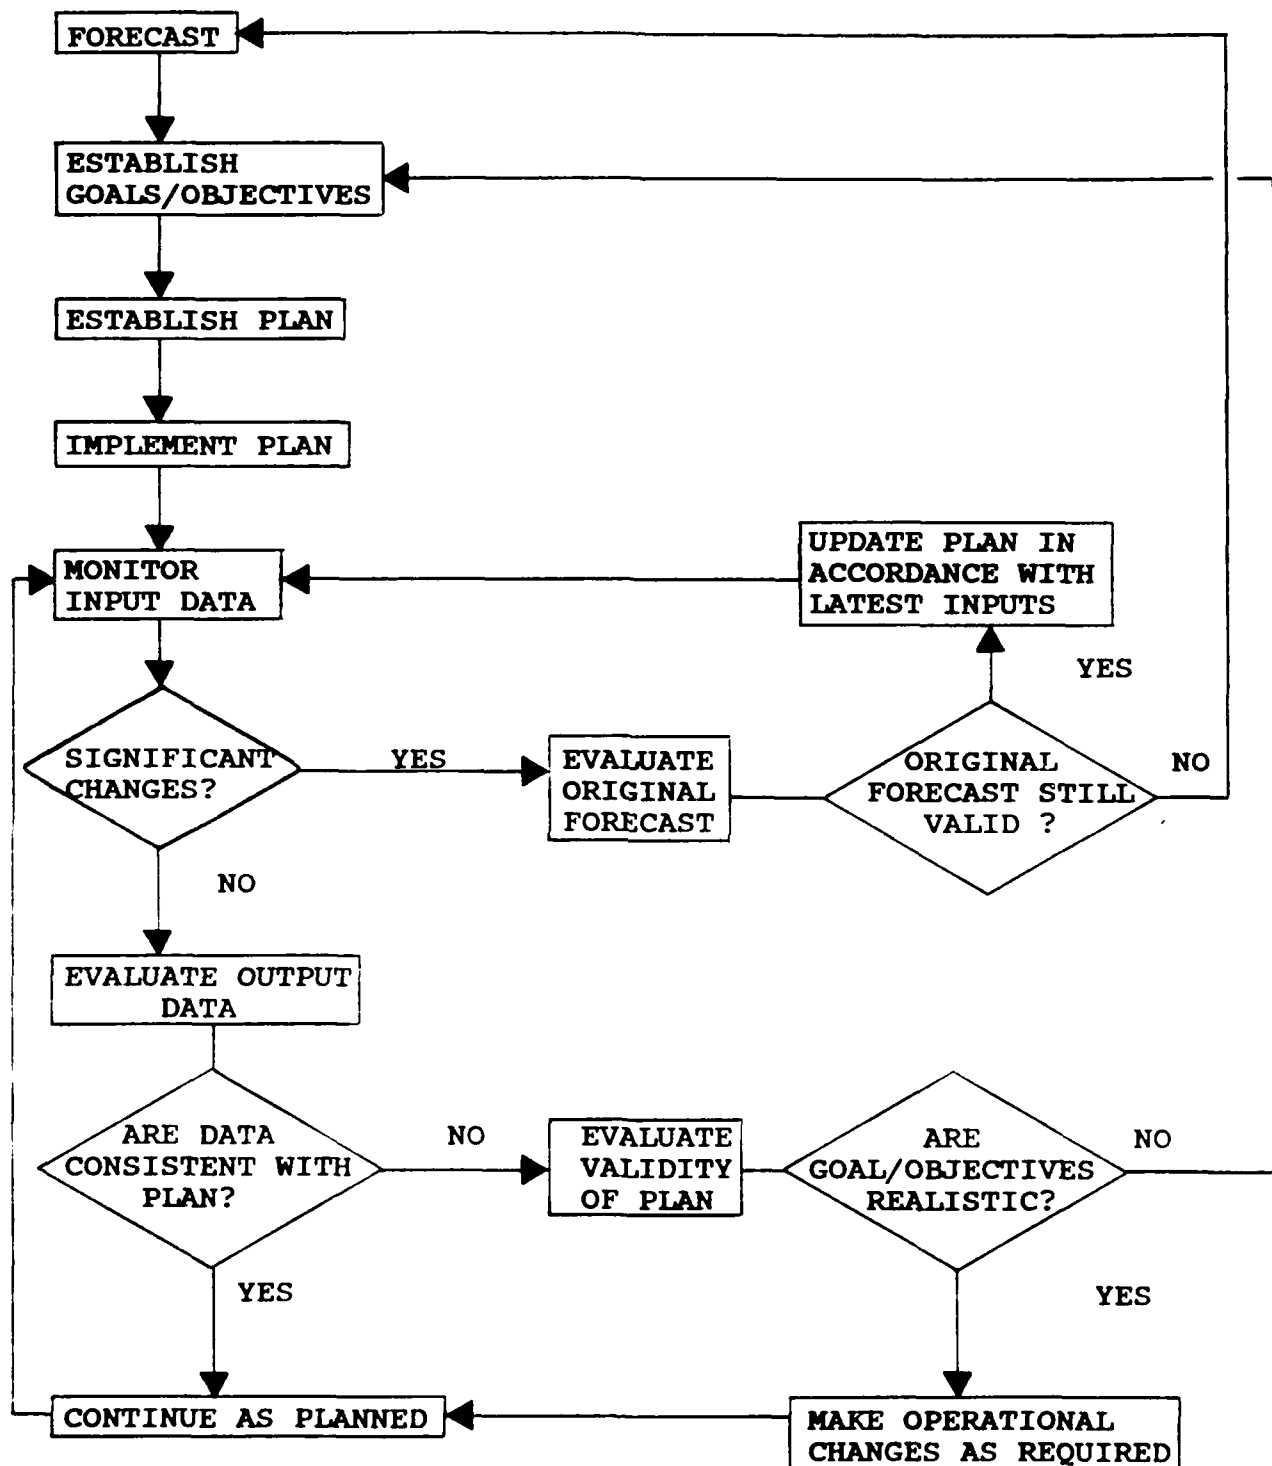 FORECAST
ESTABLISH
GOALS/OBJECTIVES
ESTABLISH PLAN
IMPLEMENT PLAN
MONITOR
INPUT DATA
UPDATE PLAN IN
ACCORDANCE WITH
LATEST INPUTS
YES
SIGNIFICANT
CHANGES?
YES
EVALUATE
ORIGINAL
FORECAST
ORIGINAL
FORECAST STILL
VALID ?
NO
NO
EVALUATE OUTPUT
DATA
ARE DATA
CONSISTENT WITH
PLAN?
NO
EVALUATE
VALIDITY
OF PLAN
ARE
GOAL/OBJECTIVES
REALISTIC?
NO
YES
YES
CONTINUE AS PLANNED
MAKE OPERATIONAL
CHANGES AS REQUIRED